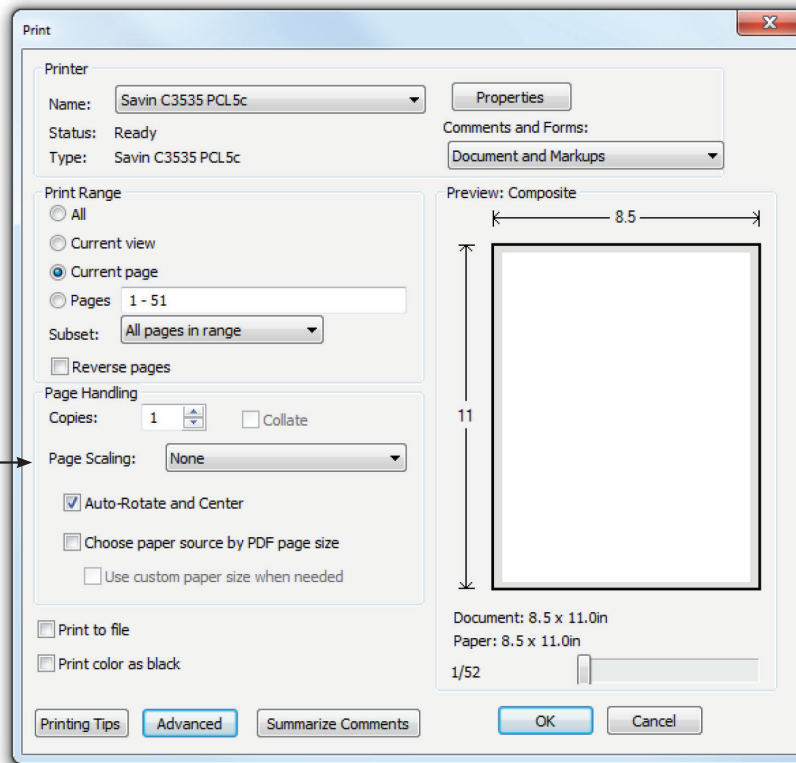 Print
X
Printer
Name: Savin C3535 PCL5c Properties
Status: Ready Comments and Forms:
Type: Savin C3535 PCL5c Document and Markups
Print Range
All
Current view
Current page
Pages 1 - 51
Subset: All pages in range
Reverse pages
Page Handling
Copies: 1 Collate
Page Scaling: None
Auto-Rotate and Center
Choose paper source by PDF page size
Use custom paper size when needed
Print to file
Print color as black
Preview: Composite
8.5
11
Document: 8.5 x 11.0in
Paper: 8.5 x 11.0in
1/52
Printing Tips Advanced Summarize Comments OK Cancel